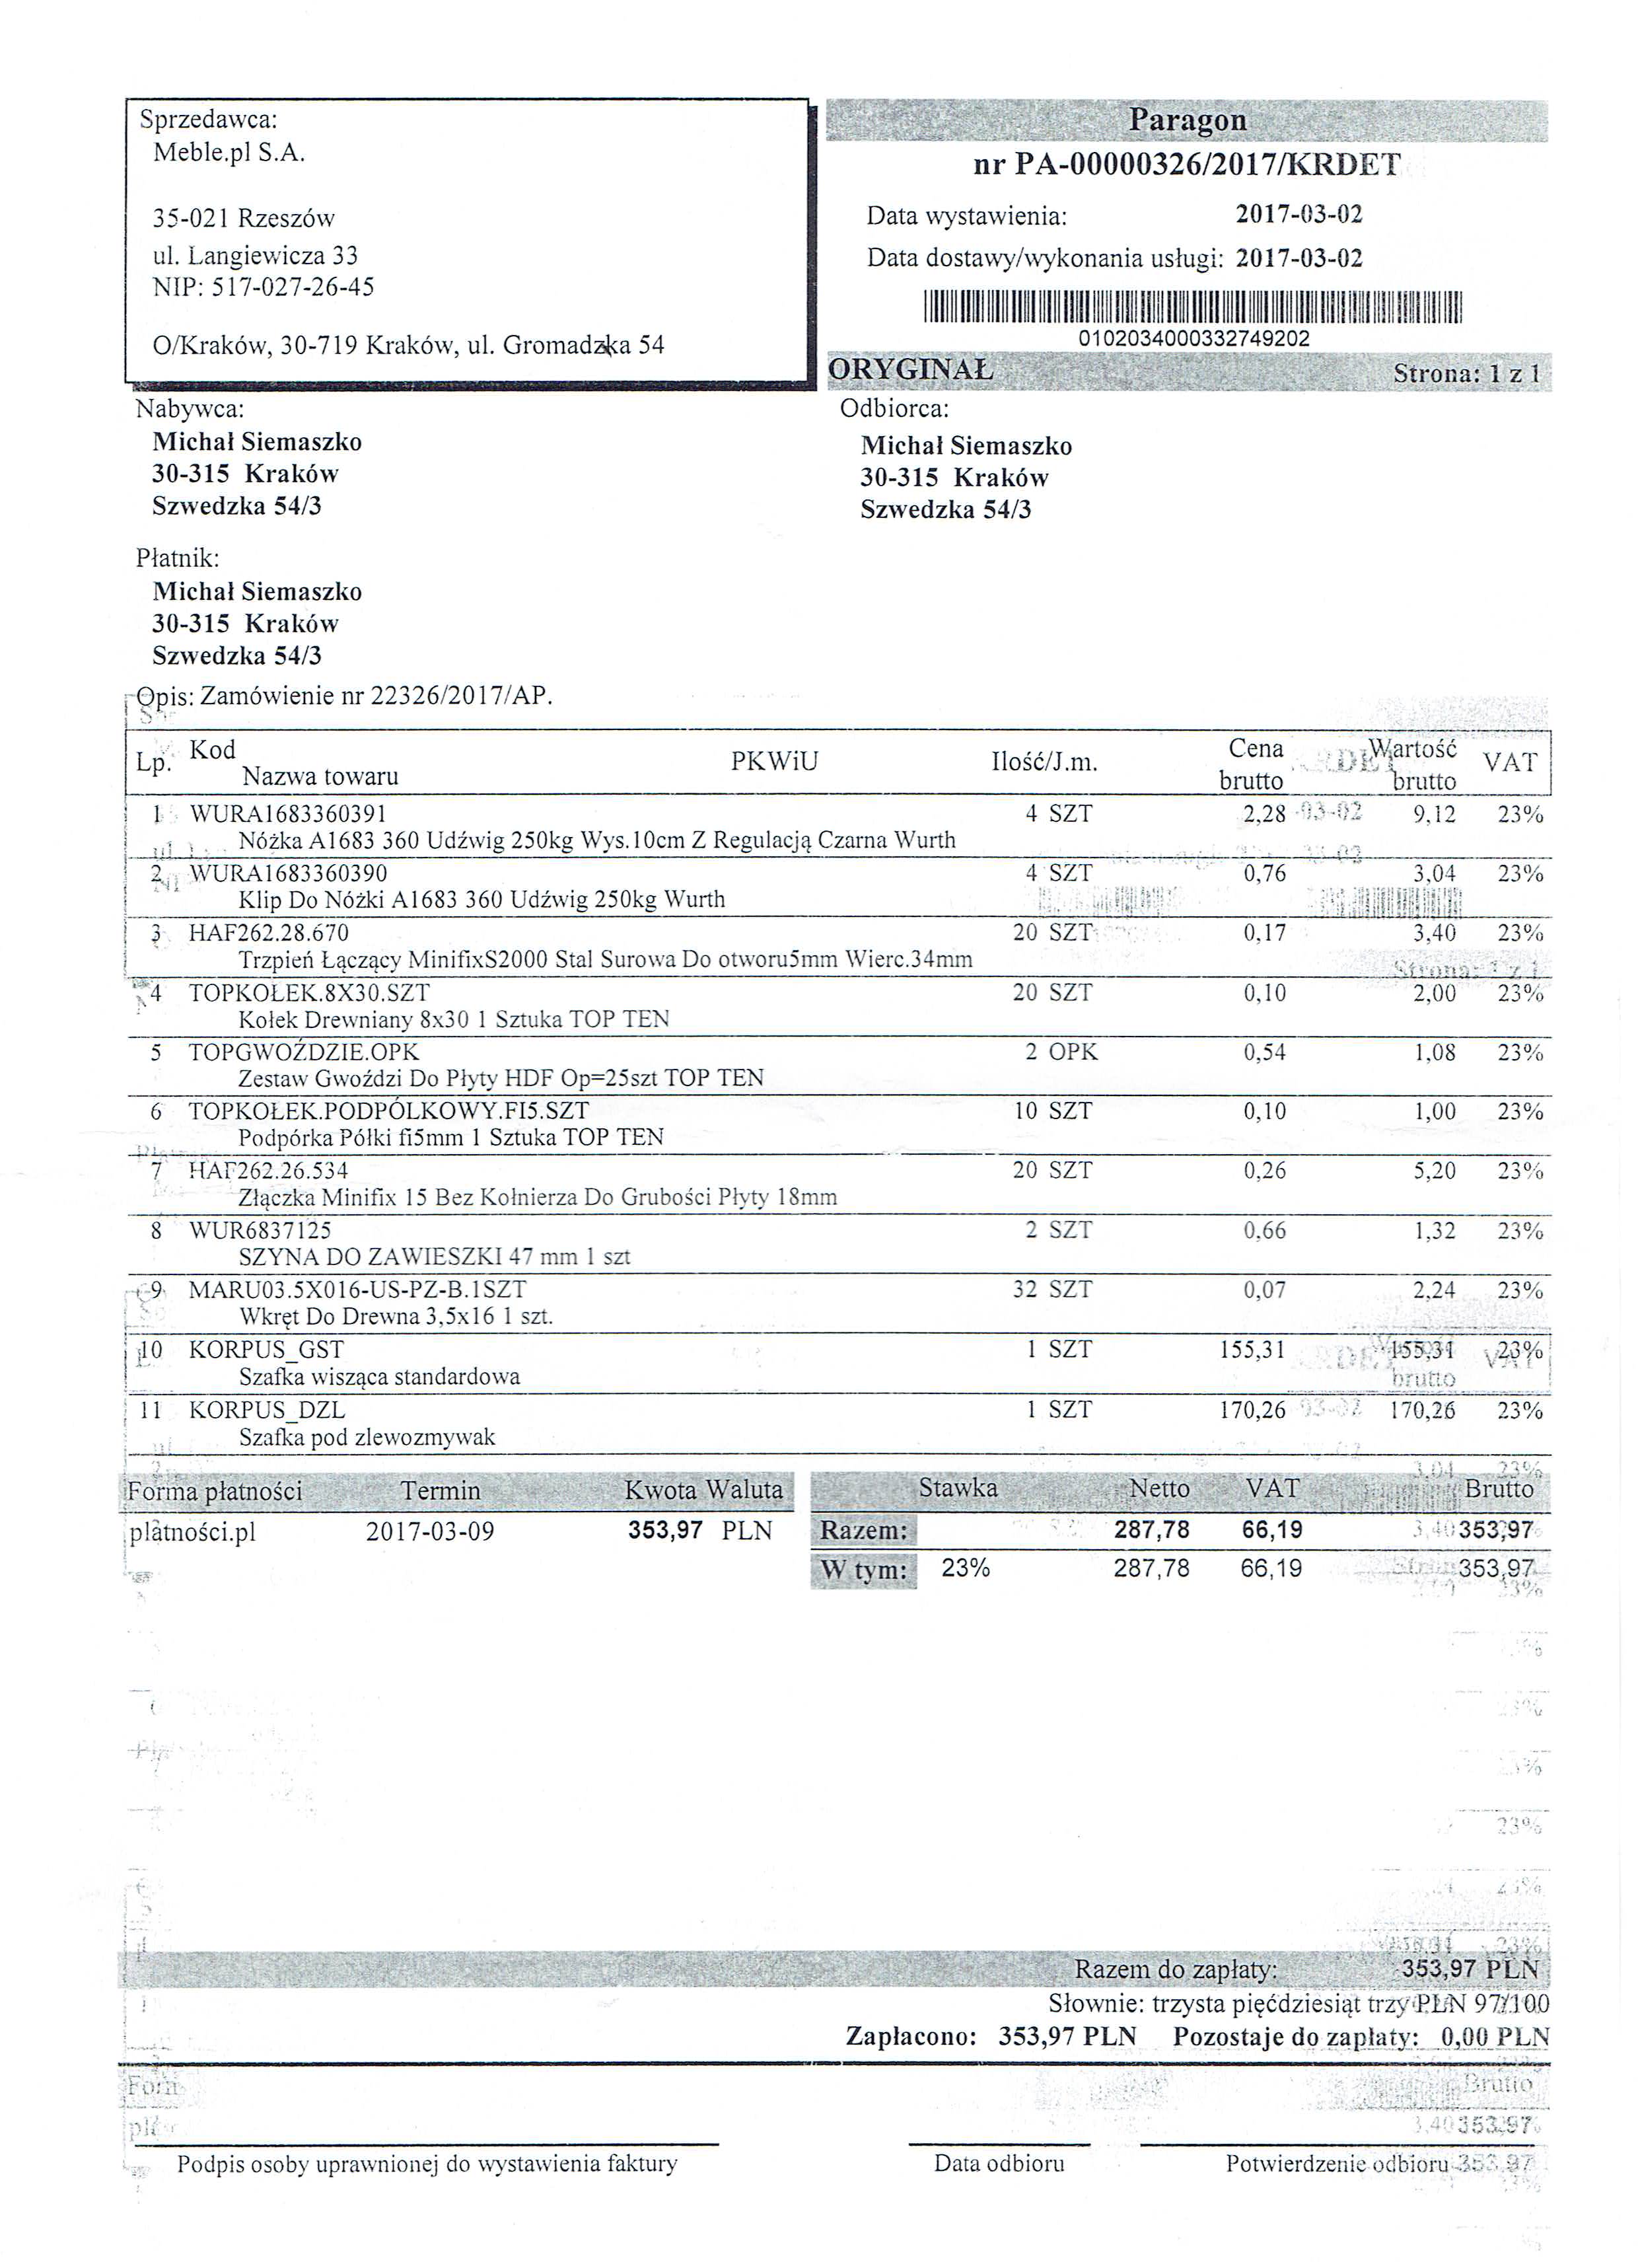 Sprzedawca:
Meble.pl S.A.
35-021 Rzeszów
ul. Langiewicza 33
NIP: 517-027-26-45
O/Kraków, 30-719 Kraków, ul. Gromadzka 54
Paragon
nr PA-00000326/2017/KRDET
Data wystawienia: 2017-03-02
Data dostawy/wykonania usługi: 2017-03-02
0102034000332749202
ORYGINAŁ Strona: 1 z 1
Nabywca:
Michał Siemaszko
30-315 Kraków
Szwedzka 54/3
Odbiorca:
Michał Siemaszko
30-315 Kraków
Szwedzka 54/3
Płatnik:
Michał Siemaszko
30-315 Kraków
Szwedzka 54/3
Opis: Zamówienie nr 22326/2017/AP.
Lp. Kod Nazwa towaru PKWiU Ilość/J.m. Cena brutto Wartość brutto VAT
1 WURA1683360391 4 SZT 2,28 9,12 23%
Nóżka A1683 360 Udźwig 250kg Wys.10cm Z Regulacją Czarna Wurth
2 WURA1683360390 4 SZT 0,76 3,04 23%
Klip Do Nóżki A1683 360 Udźwig 250kg Wurth
3 HAF262.28.670 20 SZT 0,17 3,40 23%
Trzpień Łączący MinifixS2000 Stal Surowa Do otworu5mm Wierc.34mm
4 TOPKOŁEK.8X30.SZT 20 SZT 0,10 2,00 23%
Kołek Drewniany 8x30 1 Sztuka TOP TEN
5 TOPGWOŹDZIE.OPK 2 OPK 0,54 1,08 23%
Zestaw Gwoździ Do Płyty HDF Op=25szt TOP TEN
6 TOPKOŁEK.PODPÓLKOWY.FI5.SZT 10 SZT 0,10 1,00 23%
Podpórka Półki fi5mm 1 Sztuka TOP TEN
7 HAF262.26.534 20 SZT 0,26 5,20 23%
Złączka Minifix 15 Bez Kołnierza Do Grubości Płyty 18mm
8 WUR6837125 2 SZT 0,66 1,32 23%
SZYNA DO ZAWIESZKI 47 mm 1 szt
9 MARU03.5X016-US-PZ-B.1SZT 32 SZT 0,07 2,24 23%
Wkręt Do Drewna 3,5x16 1 szt.
10 KORPUS_GST 1 SZT 155,31 155,31 23%
Szafka wisząca standardowa
11 KORPUS_DZL 1 SZT 170,26 170,26 23%
Szafka pod zlewozmywak
Forma płatności Termin Kwota Waluta
płatności.pl 2017-03-09 353,97 PLN
Stawka Netto VAT Brutto
Razem: 287,78 66,19 353,97
W tym: 23% 287,78 66,19 353,97
Razem do zapłaty: 353,97 PLN
Słownie: trzysta pięćdziesiąt trzy PLN 97/100
Zapłacono: 353,97 PLN Pozostaje do zapłaty: 0,00 PLN
Podpis osoby uprawnionej do wystawienia faktury
Data odbioru
Potwierdzenie odbioru